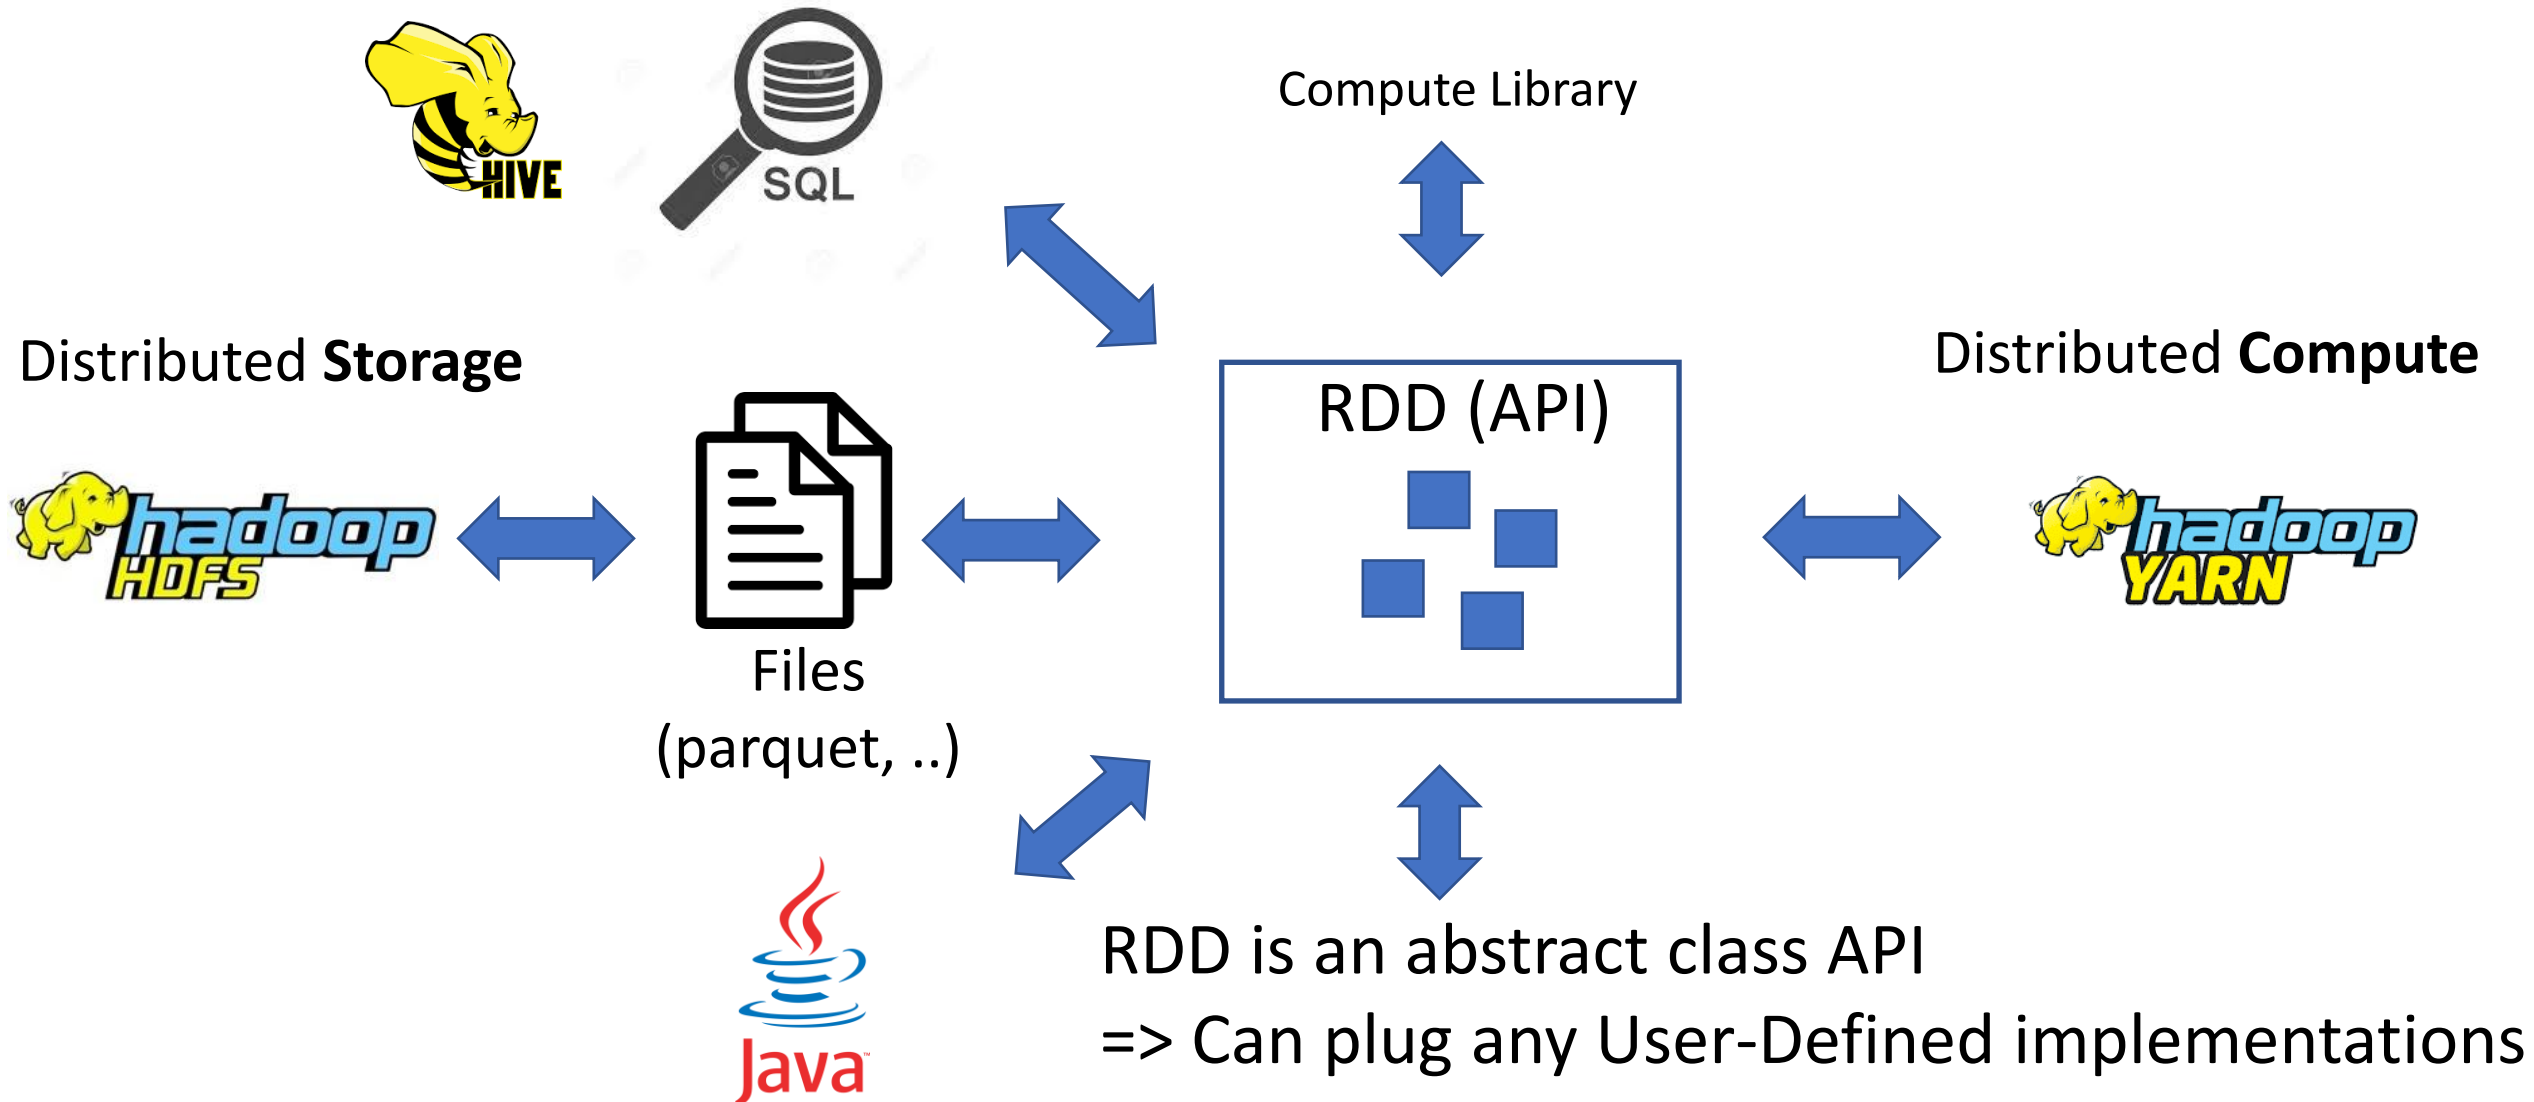 HIVE
SQL
Compute Library
Distributed Storage
Distributed Compute
RDD (API)
hadoop
HDFS
hadoop
YARN
Files
(parquet, ..)
Java™
RDD is an abstract class API
=> Can plug any User-Defined implementations